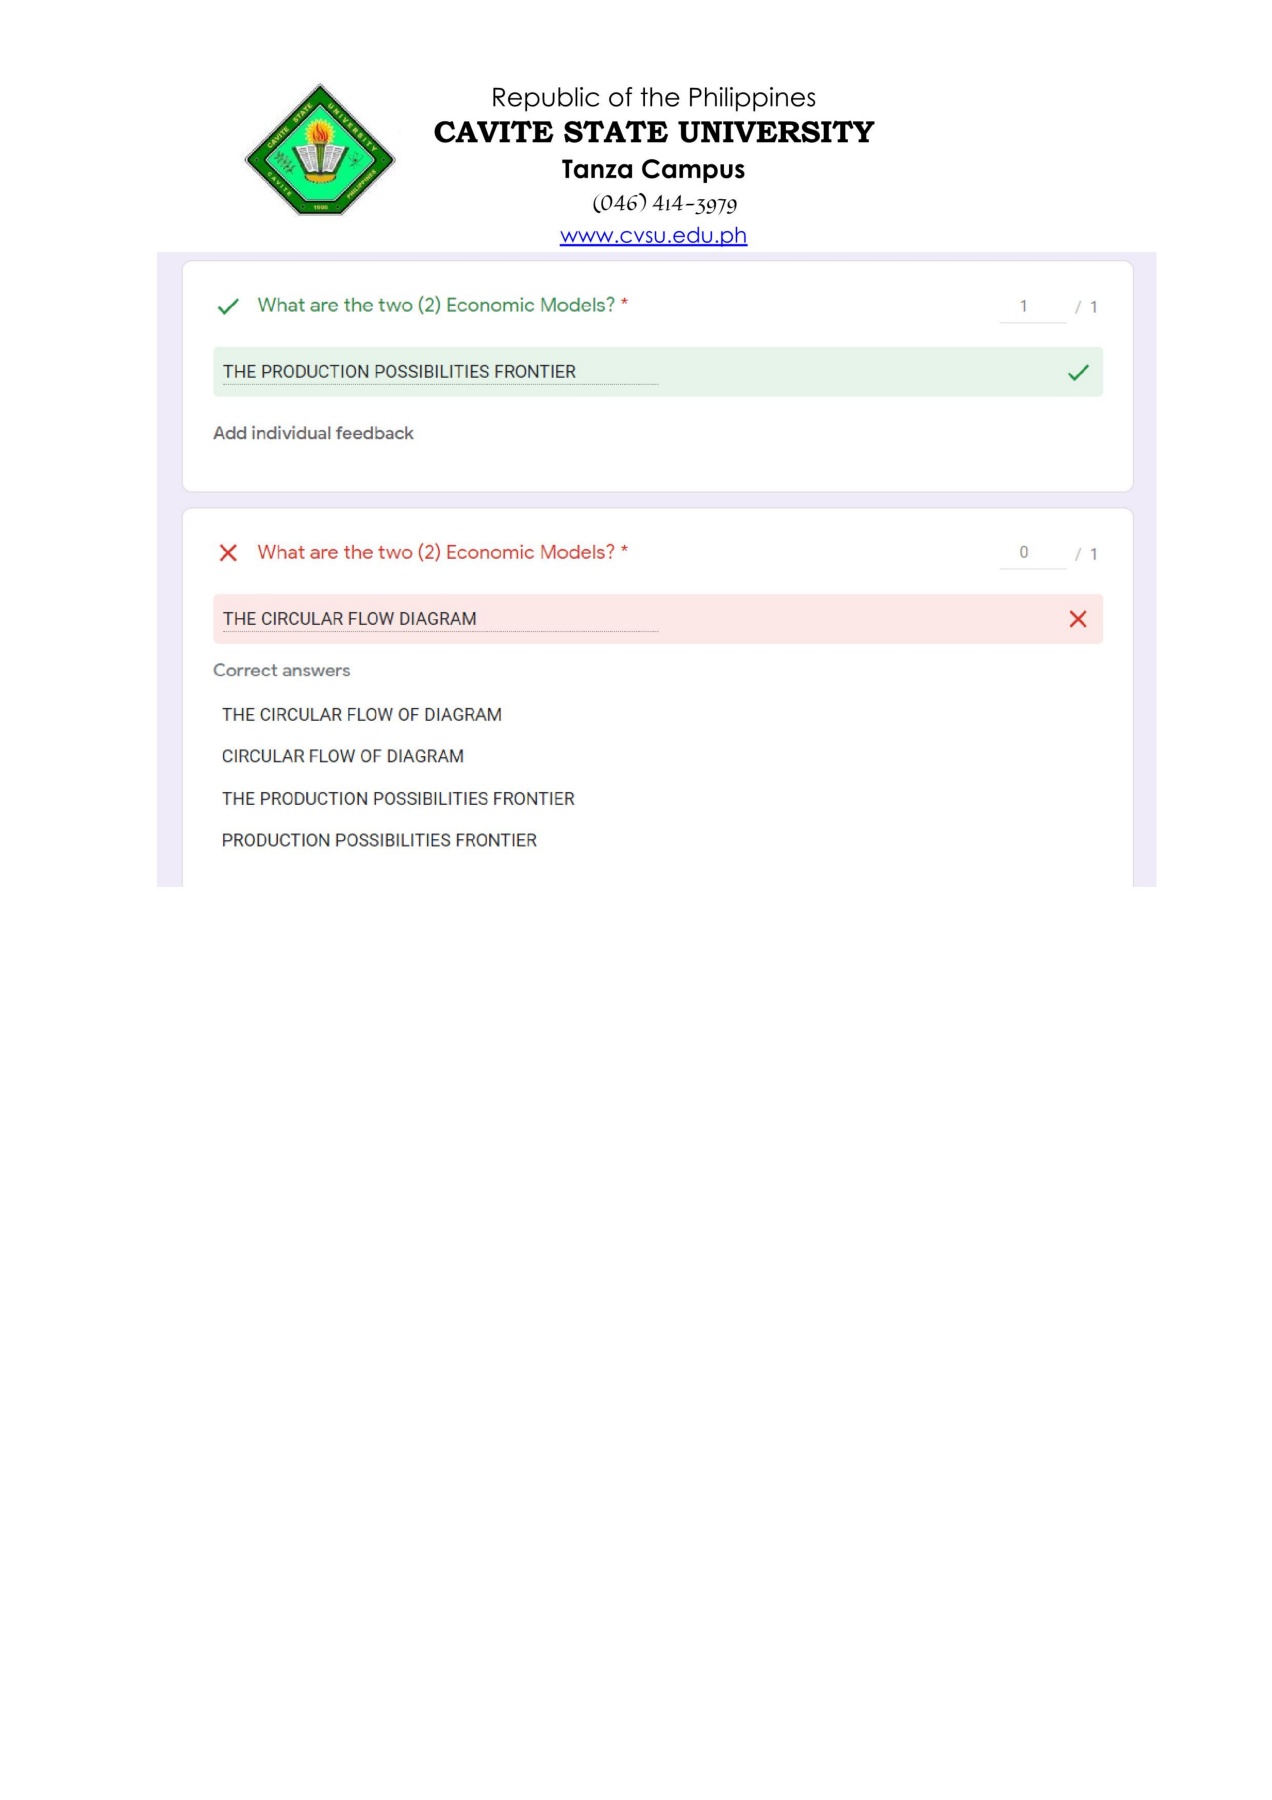 CAVITE STATE UNIVERSITY
CAVITE PHILIPPINES
1906
Republic of the Philippines
CAVITE STATE UNIVERSITY
Tanza Campus
(046) 414-3979
www.cvsu.edu.ph
What are the two (2) Economic Models? * 1 / 1
THE PRODUCTION POSSIBILITIES FRONTIER
Add individual feedback
What are the two (2) Economic Models? * 0 / 1
THE CIRCULAR FLOW DIAGRAM
Correct answers
THE CIRCULAR FLOW OF DIAGRAM
CIRCULAR FLOW OF DIAGRAM
THE PRODUCTION POSSIBILITIES FRONTIER
PRODUCTION POSSIBILITIES FRONTIER